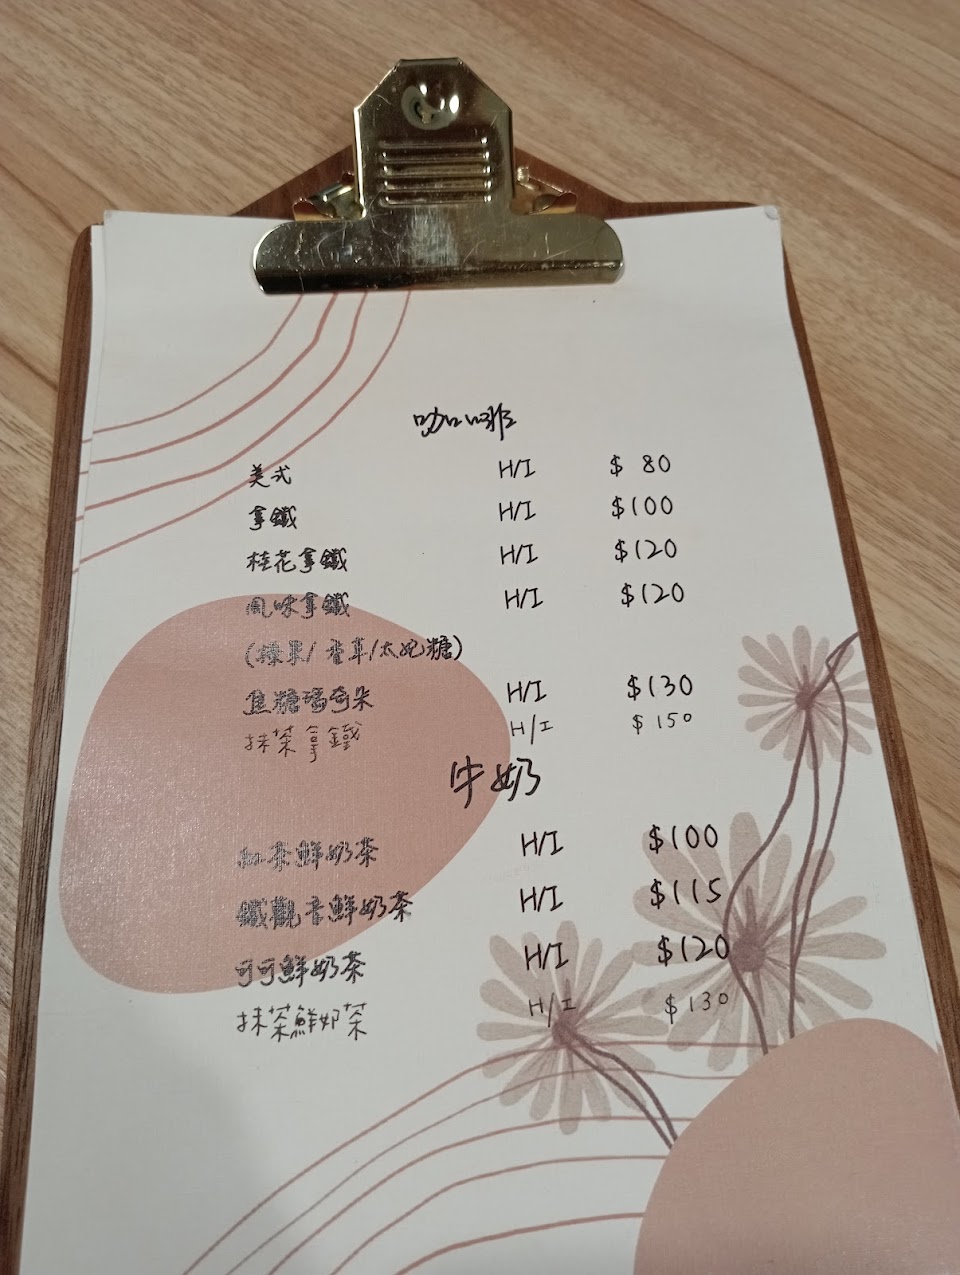 咖啡
美式 H/I $ 80
拿鐵 H/I $100
桂花拿鐵 H/I $120
風味拿鐵 H/I $120
(榛果/香草/太妃糖)
焦糖瑪奇朵 H/I $130
抹茶拿鐵 H/I $150
牛奶
紅茶鮮奶茶 H/I $100
鐵觀音鮮奶茶 H/I $115
可可鮮奶茶 H/I $120
抹茶鮮奶茶 H/I $130